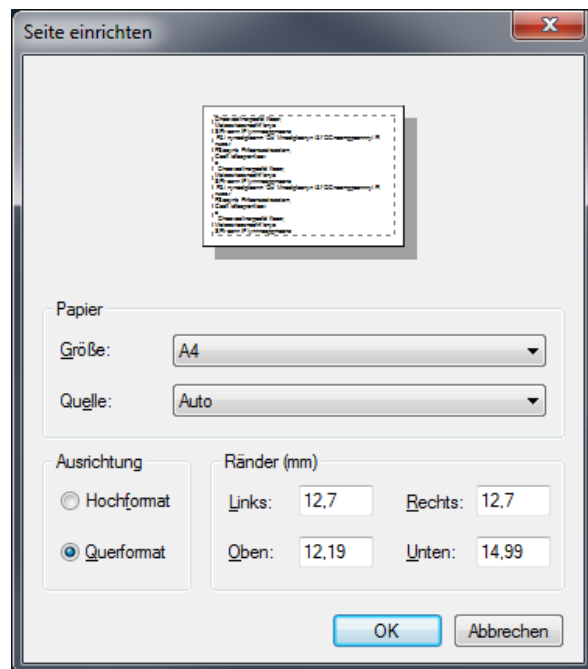 Seite einrichten
Papier
Größe:
A4
Quelle:
Auto
Ausrichtung
Hochformat
Querformat
Ränder (mm)
Links: 12,7 Rechts: 12,7
Oben: 12,19 Unten: 14,99
OK Abbrechen